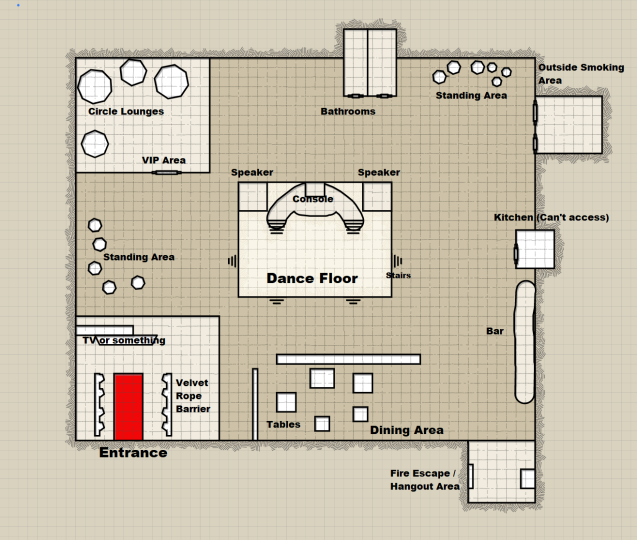 Outside Smoking
Area
Circle Lounges
Bathrooms
Standing Area
VIP Area
Speaker
Speaker
Console
Kitchen (Can't access)
Standing Area
Dance Floor
Stairs
TV or something
Bar
Velvet
Rope
Barrier
Tables
Dining Area
Entrance
Fire Escape /
Hangout Area